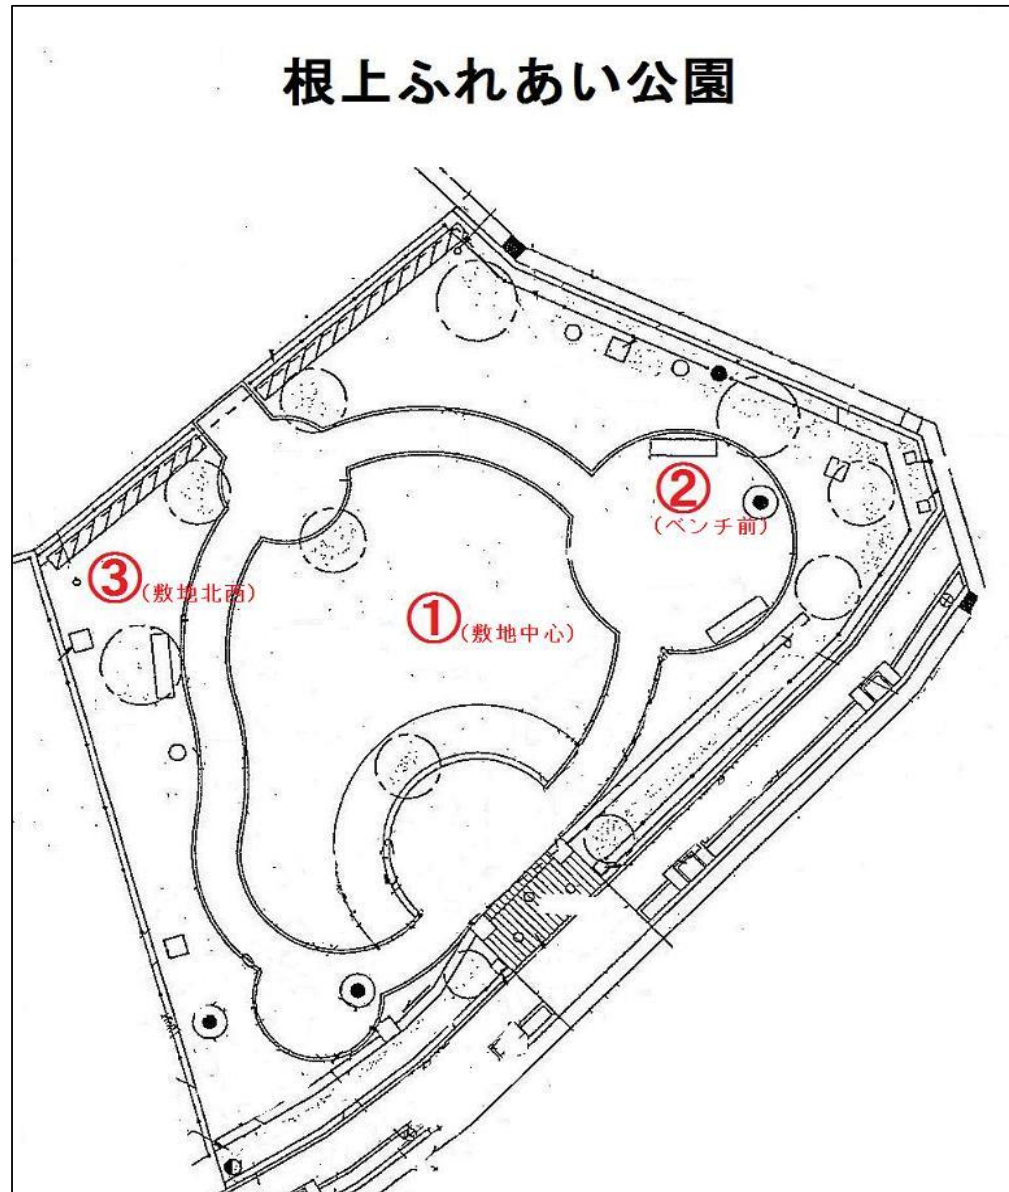 根上ふれあい公園
②
(ベンチ前)
③(敷地北西)
①(敷地中心)